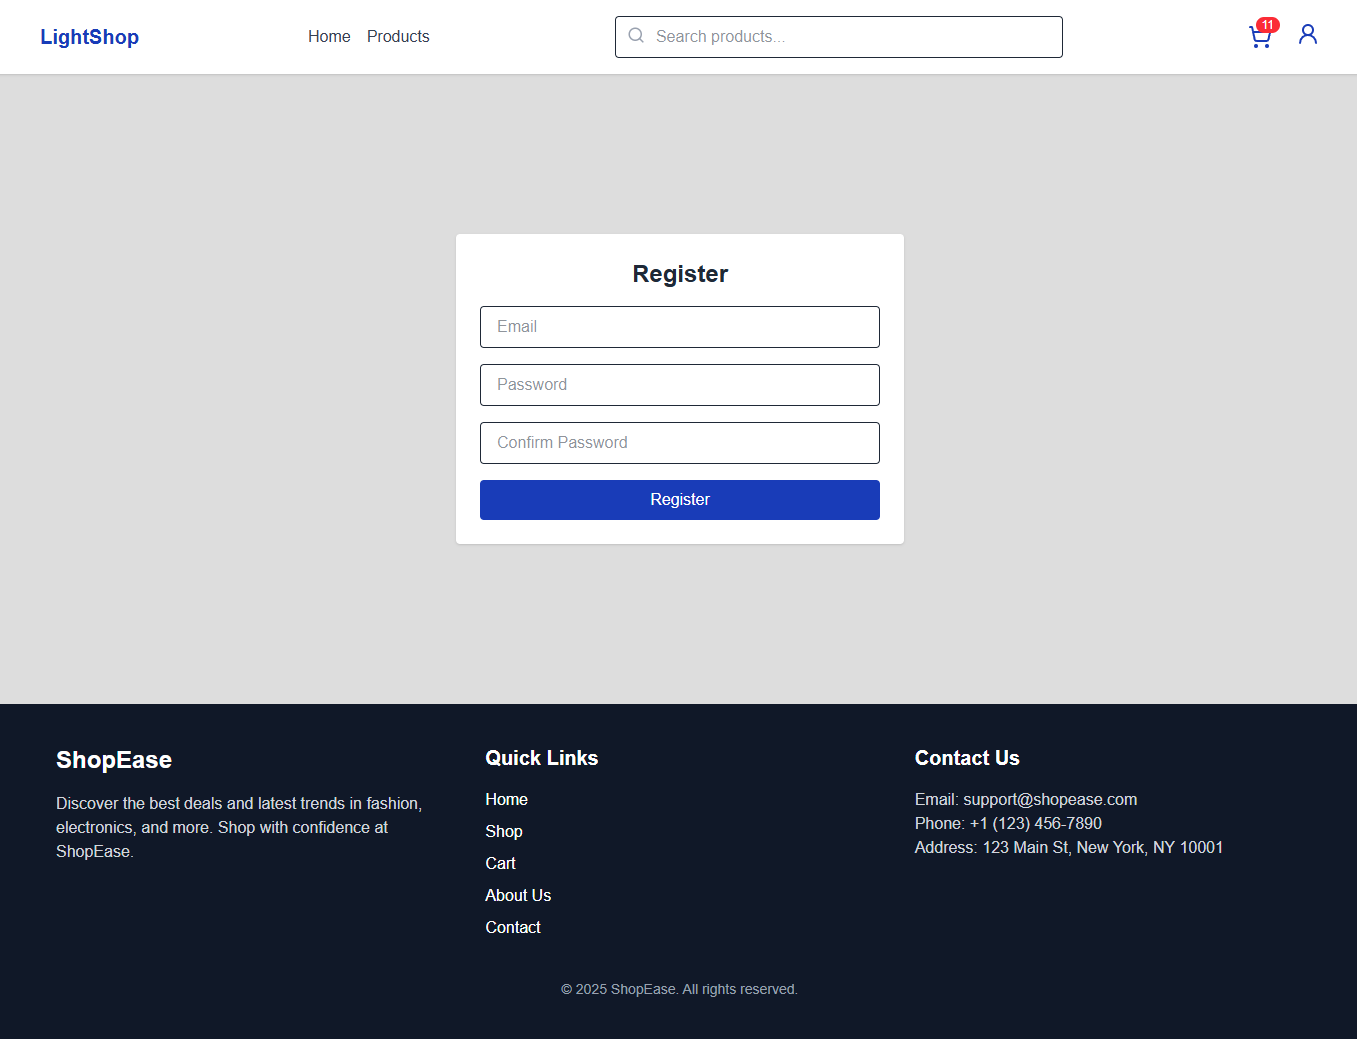 LightShop
Home
Products
Search products...
11
Register
Email
Password
Confirm Password
Register
ShopEase
Discover the best deals and latest trends in fashion,
electronics, and more. Shop with confidence at
ShopEase.
Quick Links
Home
Shop
Cart
About Us
Contact
Contact Us
Email: support@shopease.com
Phone: +1 (123) 456-7890
Address: 123 Main St, New York, NY 10001
© 2025 ShopEase. All rights reserved.